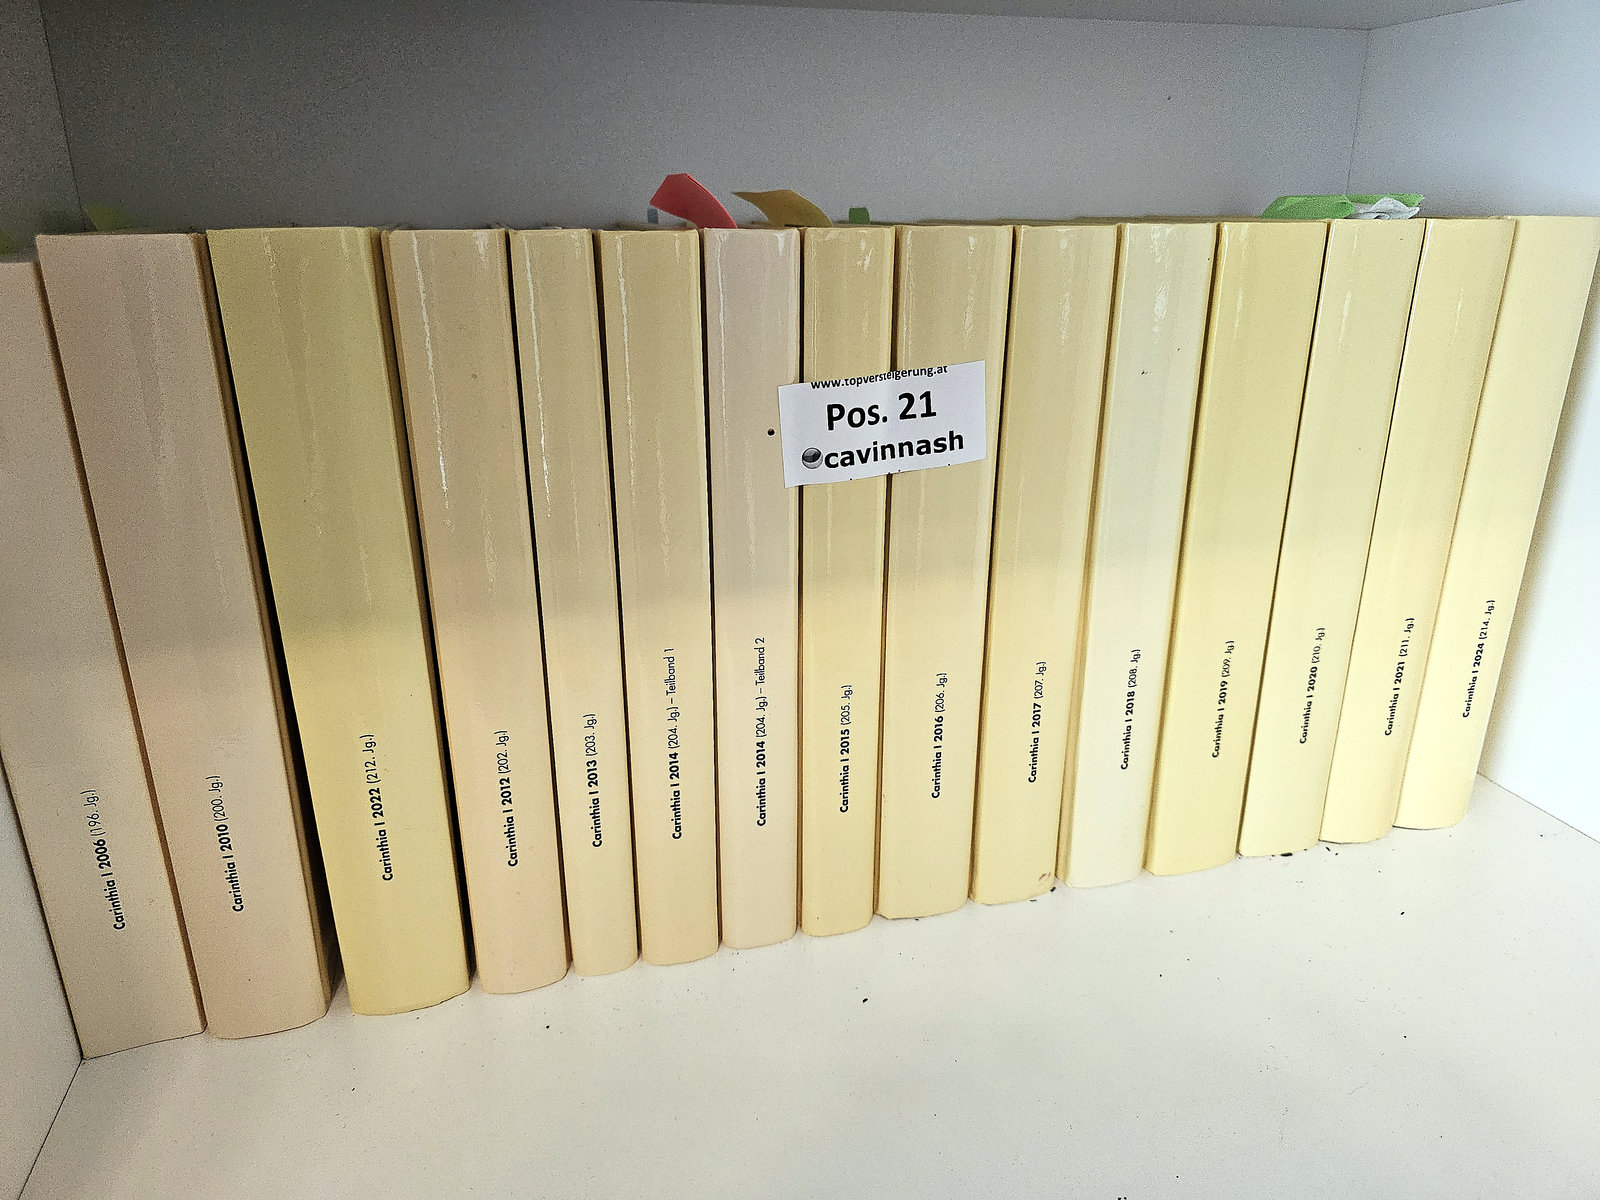 Carinthia I 2006 (196. Jg.)
Carinthia I 2010 (200. Jg.)
Carinthia I 2022 (212. Jg.)
Carinthia I 2012 (202. Jg.)
Carinthia I 2013 (203. Jg.)
Carinthia I 2014 (204. Jg.) – Teilband 1
Carinthia I 2014 (204. Jg.) – Teilband 2
www.topversteigerung.at
Pos. 21
cavinnash
Carinthia I 2015 (205. Jg.)
Carinthia I 2016 (206. Jg.)
Carinthia I 2017 (207. Jg.)
Carinthia I 2018 (208. Jg.)
Carinthia I 2019 (209. Jg)
Carinthia I 2020 (210. Jg.)
Carinthia I 2021 (211. Jg.)
Carinthia I 2024 (214. Jg.)